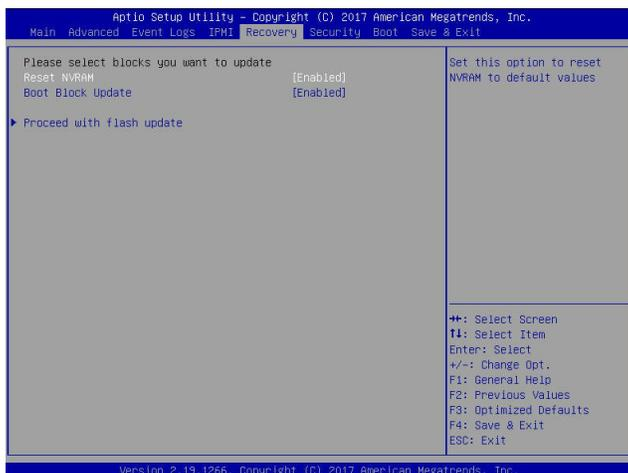 Aptio Setup Utility – Copyright (C) 2017 American Megatrends, Inc.
Main Advanced Event Logs IPMI Recovery Security Boot Save & Exit
Please select blocks you want to update
Reset NVRAM [Enabled]
Boot Block Update [Enabled]
▶ Proceed with flash update
Set this option to reset
NVRAM to default values
→←: Select Screen
↑↓: Select Item
Enter: Select
+/-: Change Opt.
F1: General Help
F2: Previous Values
F3: Optimized Defaults
F4: Save & Exit
ESC: Exit
Version 2.19.1266. Copyright (C) 2017 American Megatrends, Inc.